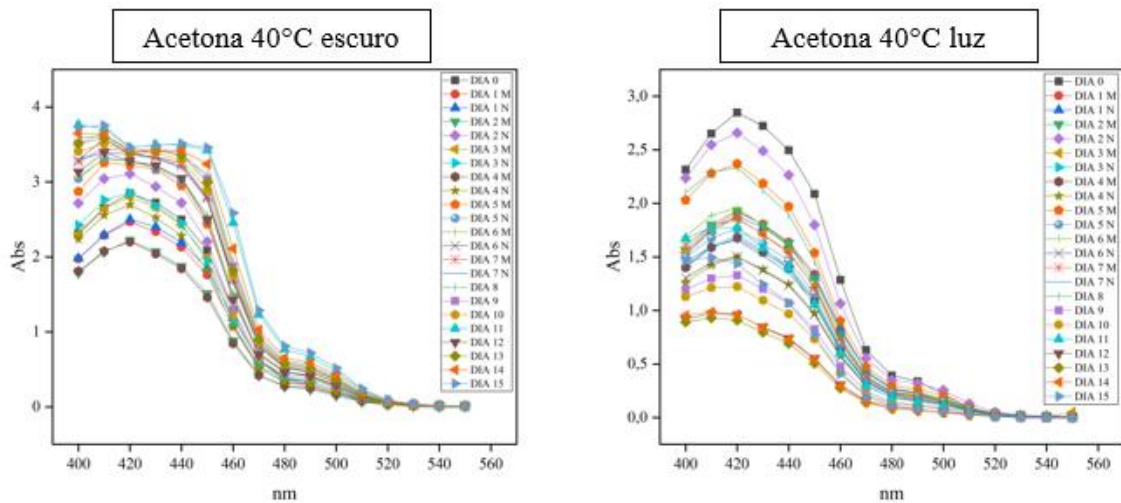 Acetona 40°C escuro
Abs
4
3
2
1
0
400 420 440 460 480 500 520 540 560
nm
DIA 0
DIA 1 M
DIA 1 N
DIA 2 M
DIA 2 N
DIA 3 M
DIA 3 N
DIA 4 M
DIA 4 N
DIA 5 M
DIA 5 N
DIA 6 M
DIA 6 N
DIA 7 M
DIA 7 N
DIA 8
DIA 9
DIA 10
DIA 11
DIA 12
DIA 13
DIA 14
DIA 15
Acetona 40°C luz
Abs
3,0
2,5
2,0
1,5
1,0
0,5
0,0
400 420 440 460 480 500 520 540 560
nm
DIA 0
DIA 1 M
DIA 1 N
DIA 2 M
DIA 2 N
DIA 3 M
DIA 3 N
DIA 4 M
DIA 4 N
DIA 5 M
DIA 5 N
DIA 6 M
DIA 6 N
DIA 7 M
DIA 7 N
DIA 8
DIA 9
DIA 10
DIA 11
DIA 12
DIA 13
DIA 14
DIA 15